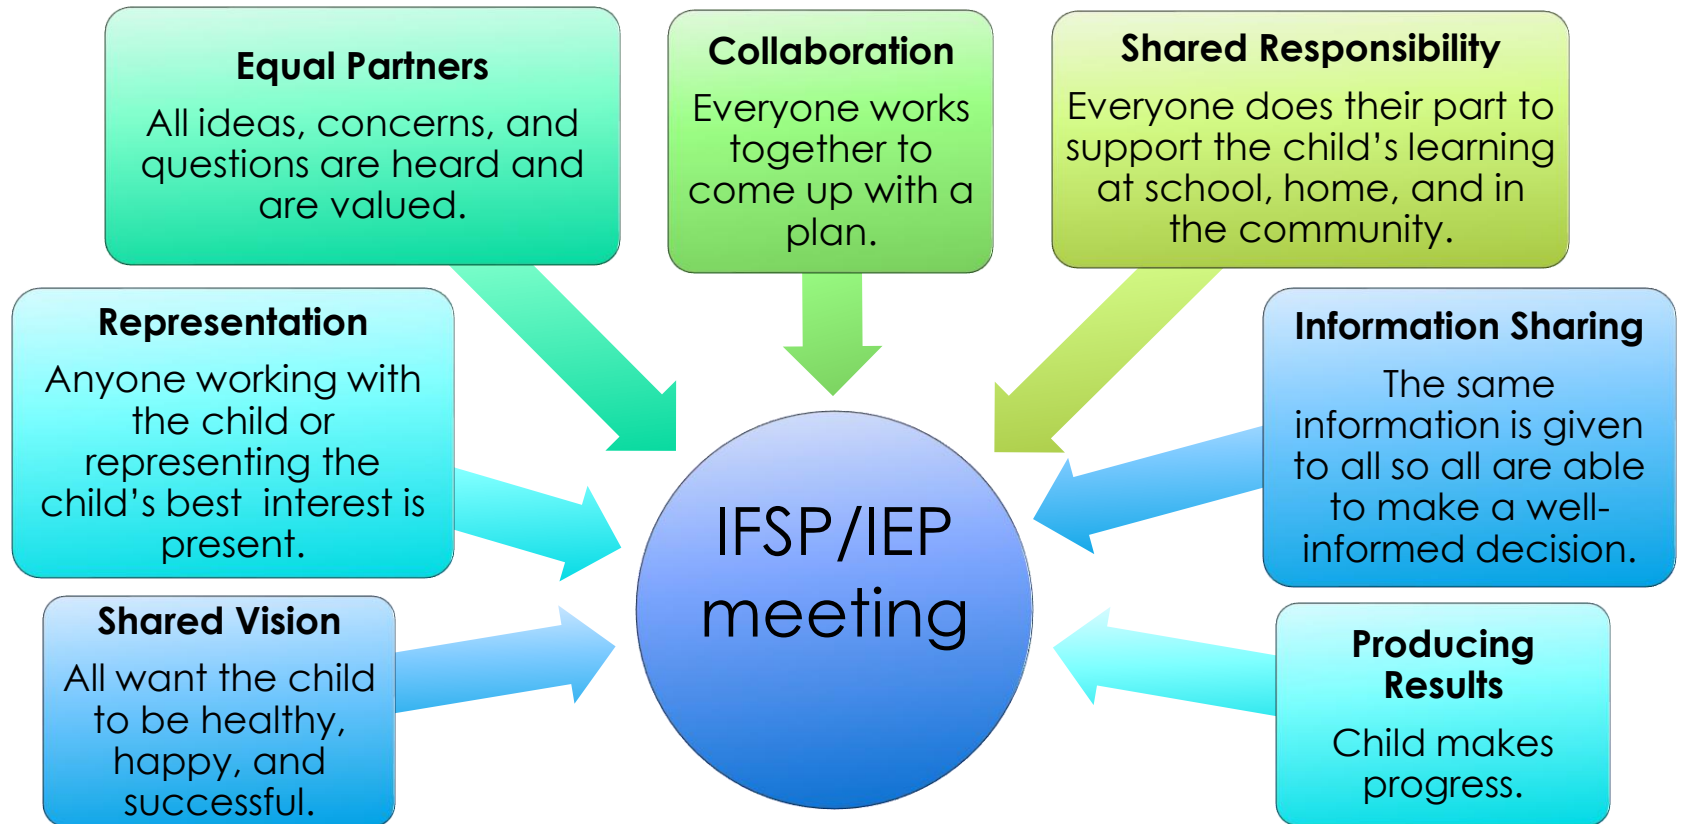 Equal Partners
All ideas, concerns, and
questions are heard and
are valued.
Collaboration
Everyone works
together to
come up with a
plan.
Shared Responsibility
Everyone does their part to
support the child’s learning
at school, home, and in
the community.
Representation
Anyone working with
the child or
representing the
child’s best  interest is
present.
Information Sharing
The same
information is given
to all so all are able
to make a well-
informed decision.
IFSP/IEP
meeting
Shared Vision
All want the child
to be healthy,
happy, and
successful.
Producing
Results
Child makes
progress.